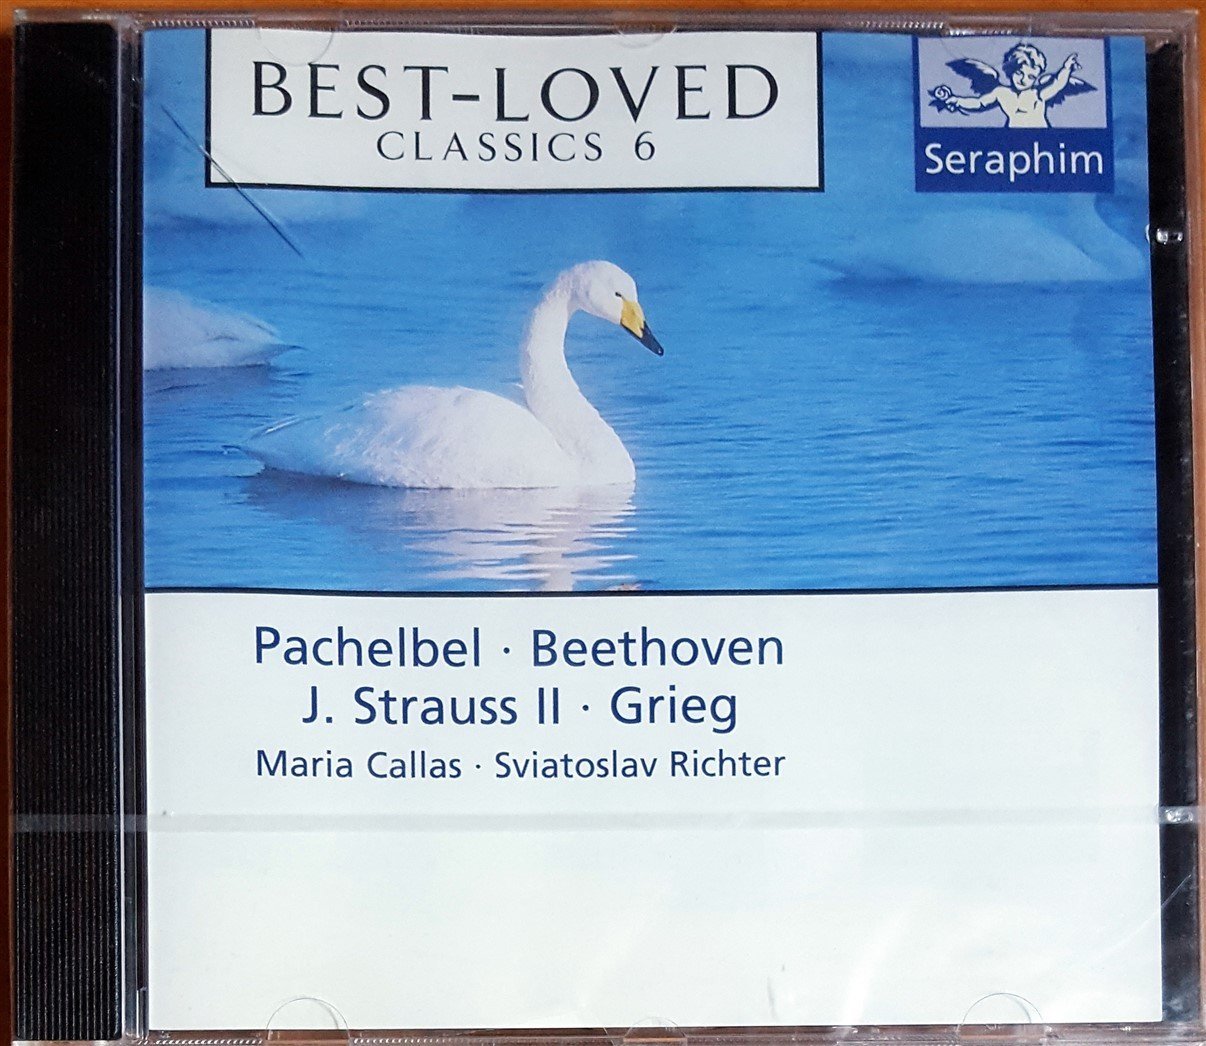 BEST-LOVED
CLASSICS 6
Seraphim
Pachelbel · Beethoven
J. Strauss II · Grieg
Maria Callas · Sviatoslav Richter